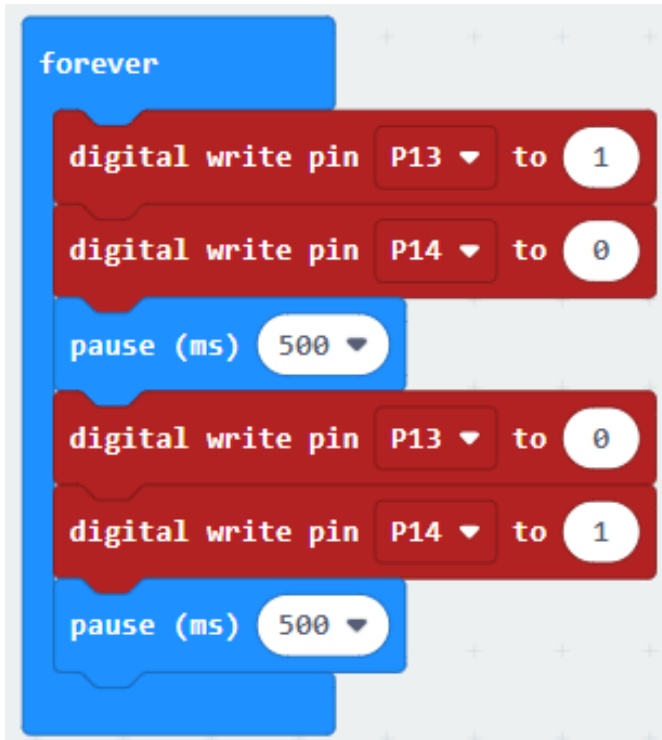 forever
digital write pin P13 to 1
digital write pin P14 to 0
pause (ms) 500
digital write pin P13 to 0
digital write pin P14 to 1
pause (ms) 500